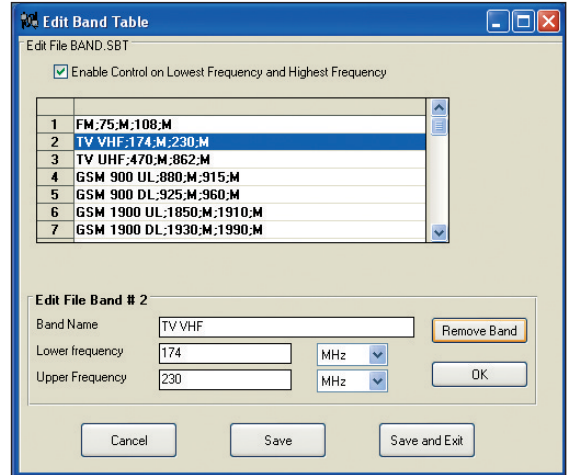 Edit Band Table
Edit File BAND.SBT
Enable Control on Lowest Frequency and Highest Frequency
1 FM;75;M;108;M
2 TV VHF;174;M;230;M
3 TV UHF;470;M;862;M
4 GSM 900 UL;880;M;915;M
5 GSM 900 DL;925;M;960;M
6 GSM 1900 UL;1850;M;1910;M
7 GSM 1900 DL;1930;M;1990;M
Edit File Band # 2
Band Name TV VHF Remove Band
Lower frequency 174 MHz
Upper Frequency 230 MHz OK
Cancel Save Save and Exit